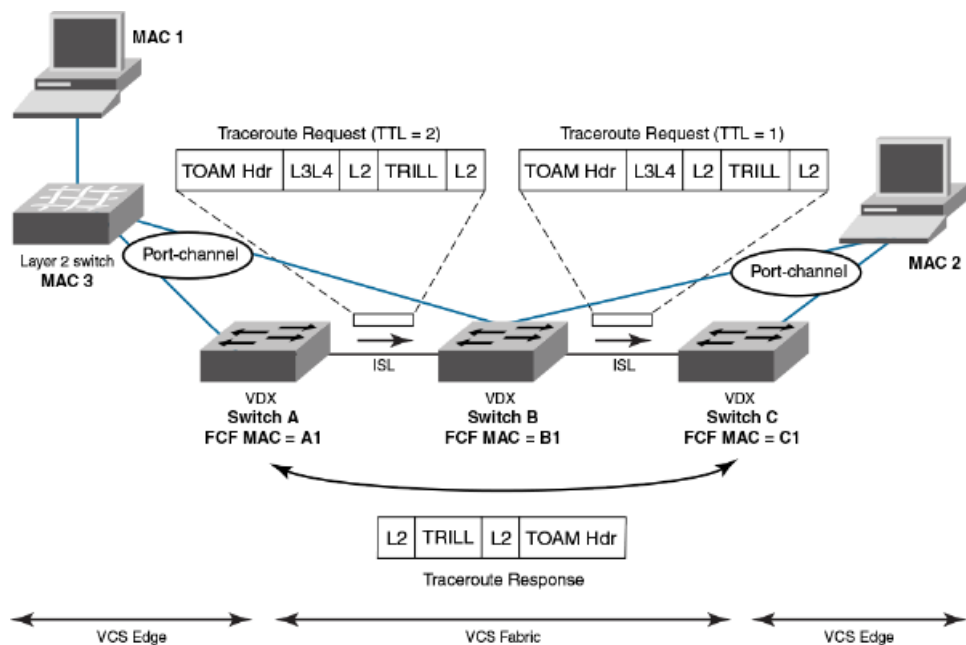 MAC 1
Traceroute Request (TTL = 2)
TOAM Hdr L3L4 L2 TRILL L2
Traceroute Request (TTL = 1)
TOAM Hdr L3L4 L2 TRILL L2
Layer 2 switch
MAC 3
Port-channel
Port-channel
MAC 2
ISL
ISL
VDX
Switch A
FCF MAC = A1
VDX
Switch B
FCF MAC = B1
VDX
Switch C
FCF MAC = C1
L2 TRILL L2 TOAM Hdr
Traceroute Response
VCS Edge
VCS Fabric
VCS Edge